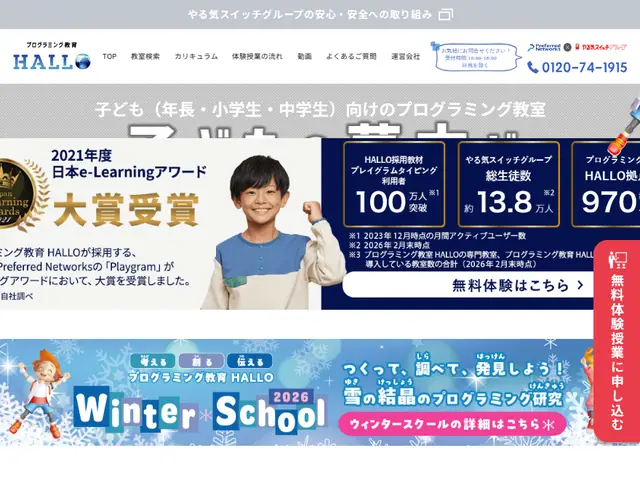 やる気スイッチグループの安心・安全への取り組み
プログラミング教育
HALLO
TOP 教室検索 カリキュラム 体験授業の流れ 動画 よくあるご質問 運営会社
お気軽にお問合せください!
受付時間 10:00-18:00
日祝を除く
Preferred Networks
やる気スイッチグループ
0120-74-1915
子ども(年長・小学生・中学生)向けのプログラミング教室
2021年度
日本e-Learningアワード
大賞受賞
ミング教育 HALLOが採用する、
Preferred Networksの「Playgram」が
グアワードにおいて、大賞を受賞しました。
自社調べ
HALLO採用教材
プレイグラムタイピング
利用者
100万人突破※1
やる気スイッチグループ
総生徒数
約13.8万人※2
プログラミン
HALLO拠
970
※1 2023年12月時点の月間アクティブユーザー数
※2 2026年2月末時点
※3 プログラミング教室 HALLOの専門教室、プログラミング教育 HAL
導入している教室数の合計(2026年2月末時点)
無料体験はこちら
無料体験授業に申し込む
考える 創る 伝える
プログラミング教育 HALLO
Winter School 2026
つくって、調べて、発見しよう!
雪の結晶のプログラミング研究
ウィンタースクールの詳細はこちら